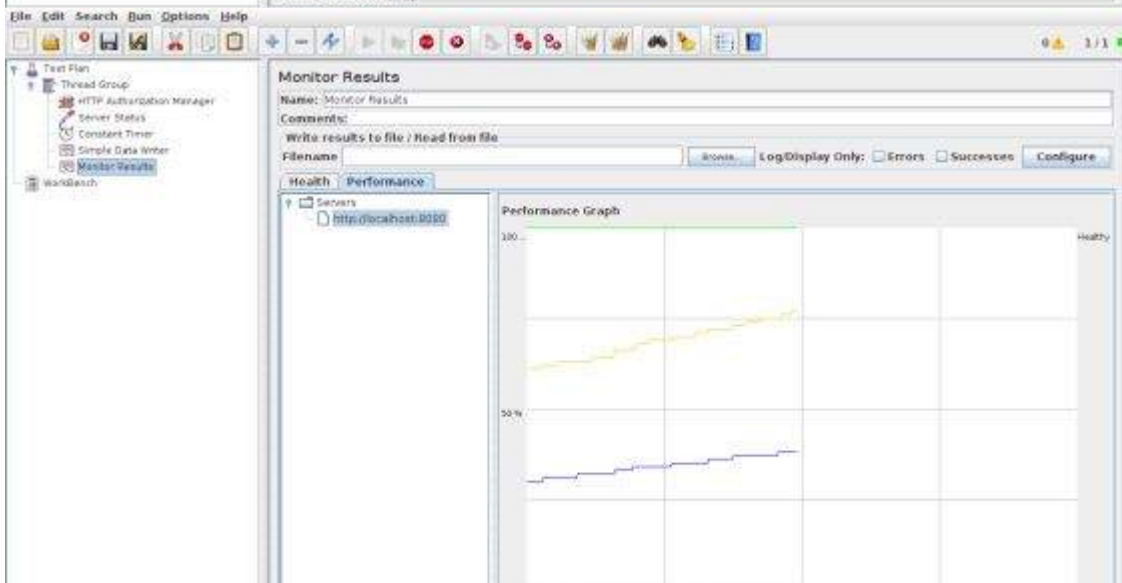 File Edit Search Run Options Help
0 1/1
Test Plan
Thread Group
HTTP Authorization Manager
Server Status
Constant Timer
Simple Data Writer
Monitor Results
WorkBench
Monitor Results
Name: Monitor Results
Comments:
Write results to file / Read from file
Filename Browse... Log/Display Only: Errors Successes Configure
Health Performance
Servers
http://localhost:8080
Performance Graph
100 ... Healthy
50 %